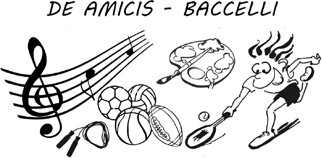 DE AMICIS - BACCELLI